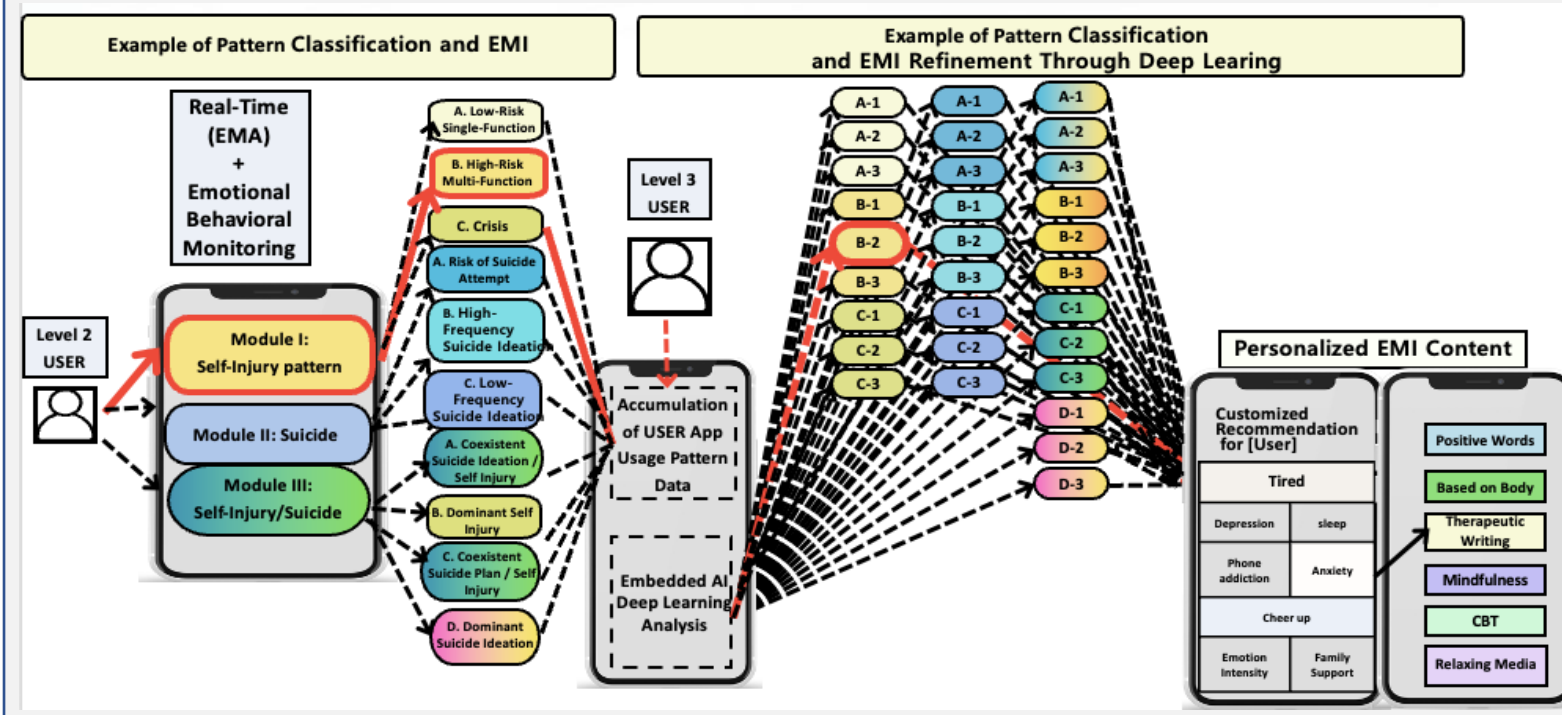 Example of Pattern Classification and EMI
Example of Pattern Classification
and EMI Refinement Through Deep Learing
Real-Time
(EMA)
+
Emotional
Behavioral
Monitoring
Level 2
USER
Module I:
Self-Injury pattern
Module II: Suicide
Module III:
Self-Injury/Suicide
A. Low-Risk
Single-Function
B. High-Risk
Multi-Function
C. Crisis
A. Risk of Suicide
Attempt
B. High-
Frequency
Suicide Ideation
C. Low-
Frequency
Suicide Ideation
A. Coexistent
Suicide Ideation /
Self Injury
B. Dominant Self
Injury
C. Coexistent
Suicide Plan / Self
Injury
D. Dominant
Suicide Ideation
Level 3
USER
Accumulation
of USER App
Usage Pattern
Data
Embedded AI
Deep Learning
Analysis
A-1
A-2
A-3
B-1
B-2
B-3
C-1
C-2
C-3
A-1
A-2
A-3
B-1
B-2
B-3
C-1
C-2
C-3
A-1
A-2
A-3
B-1
B-2
B-3
C-1
C-2
C-3
D-1
D-2
D-3
Personalized EMI Content
Customized
Recommendation
for [User]
Tired
Depression
sleep
Phone
addiction
Anxiety
Cheer up
Emotion
Intensity
Family
Support
Positive Words
Based on Body
Therapeutic
Writing
Mindfulness
CBT
Relaxing Media